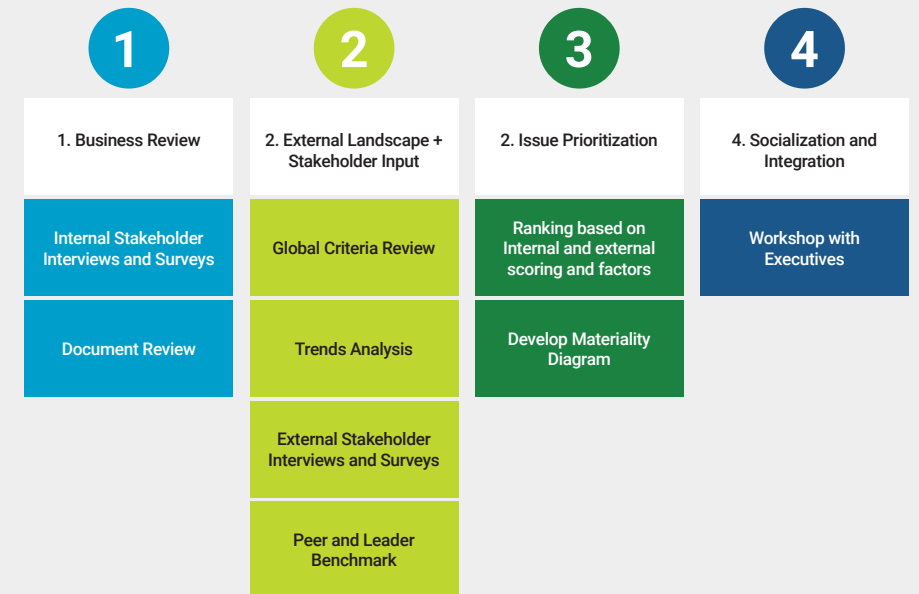 1
1. Business Review
Internal Stakeholder
Interviews and Surveys
Document Review
2
2. External Landscape +
Stakeholder Input
Global Criteria Review
Trends Analysis
External Stakeholder
Interviews and Surveys
Peer and Leader
Benchmark
3
2. Issue Prioritization
Ranking based on
Internal and external
scoring and factors
Develop Materiality
Diagram
4
4. Socialization and
Integration
Workshop with
Executives